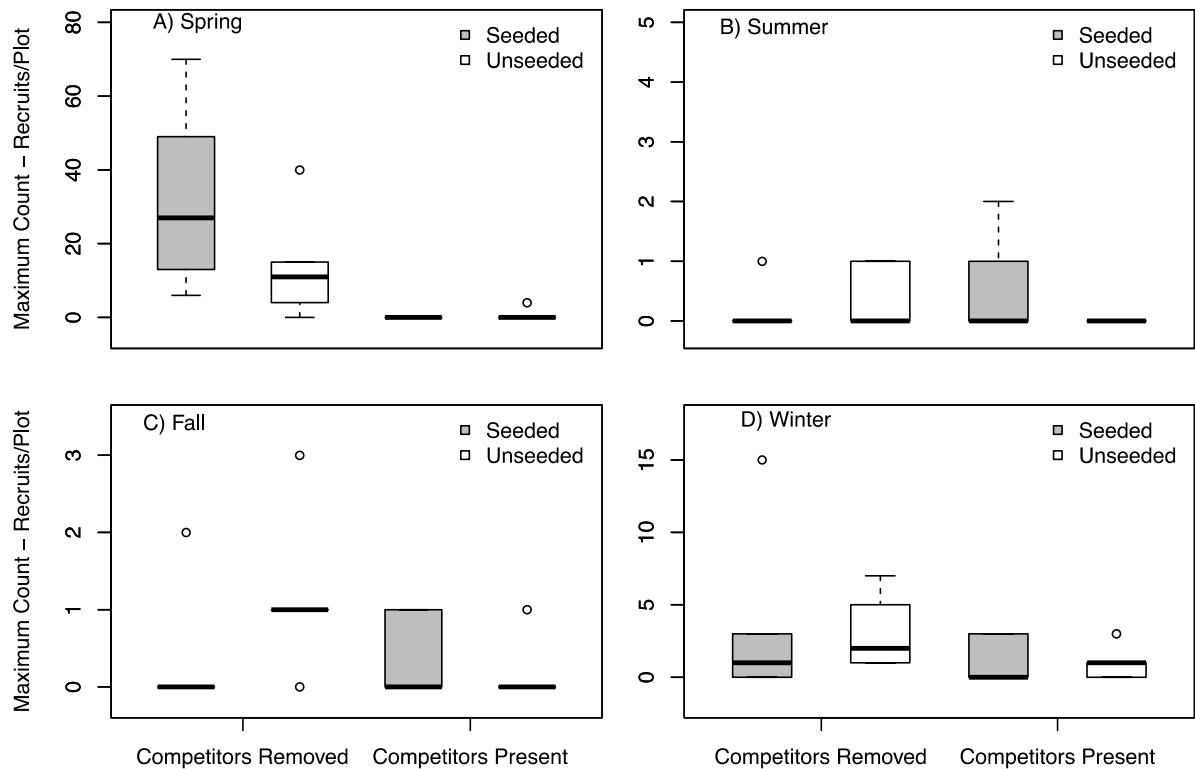 A) Spring
Seeded
Unseeded
Maximum Count – Recruits/Plot
80
60
40
20
0
B) Summer
Seeded
Unseeded
5
4
3
2
1
0
C) Fall
Seeded
Unseeded
Maximum Count – Recruits/Plot
3
2
1
0
Competitors Removed
Competitors Present
D) Winter
Seeded
Unseeded
15
10
5
0
Competitors Removed
Competitors Present